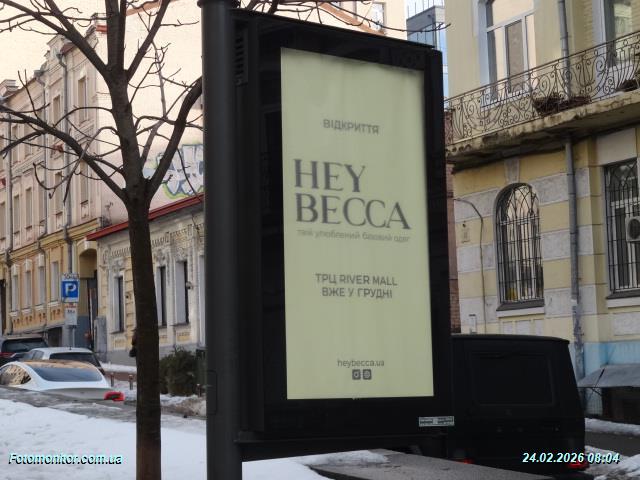 ВІДКРИТТЯ
HEY
BECCA
твій улюблений базовий одяг
ТРЦ RIVER MALL
ВЖЕ У ГРУДНІ
heybecca.ua
P
Fotomonitor.com.ua
24.02.2026 08:04